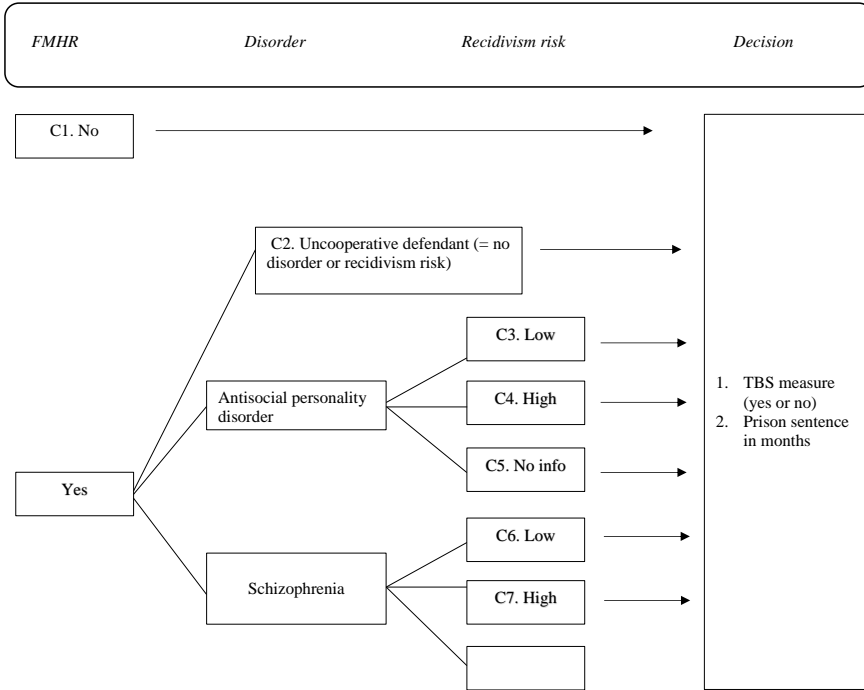 FMHR Disorder Recidivism risk Decision
C1. No
C2. Uncooperative defendant (= no
disorder or recidivism risk)
C3. Low
Antisocial personality
disorder
C4. High
C5. No info
Yes
Schizophrenia
C6. Low
C7. High
1. TBS measure
(yes or no)
2. Prison sentence
in months